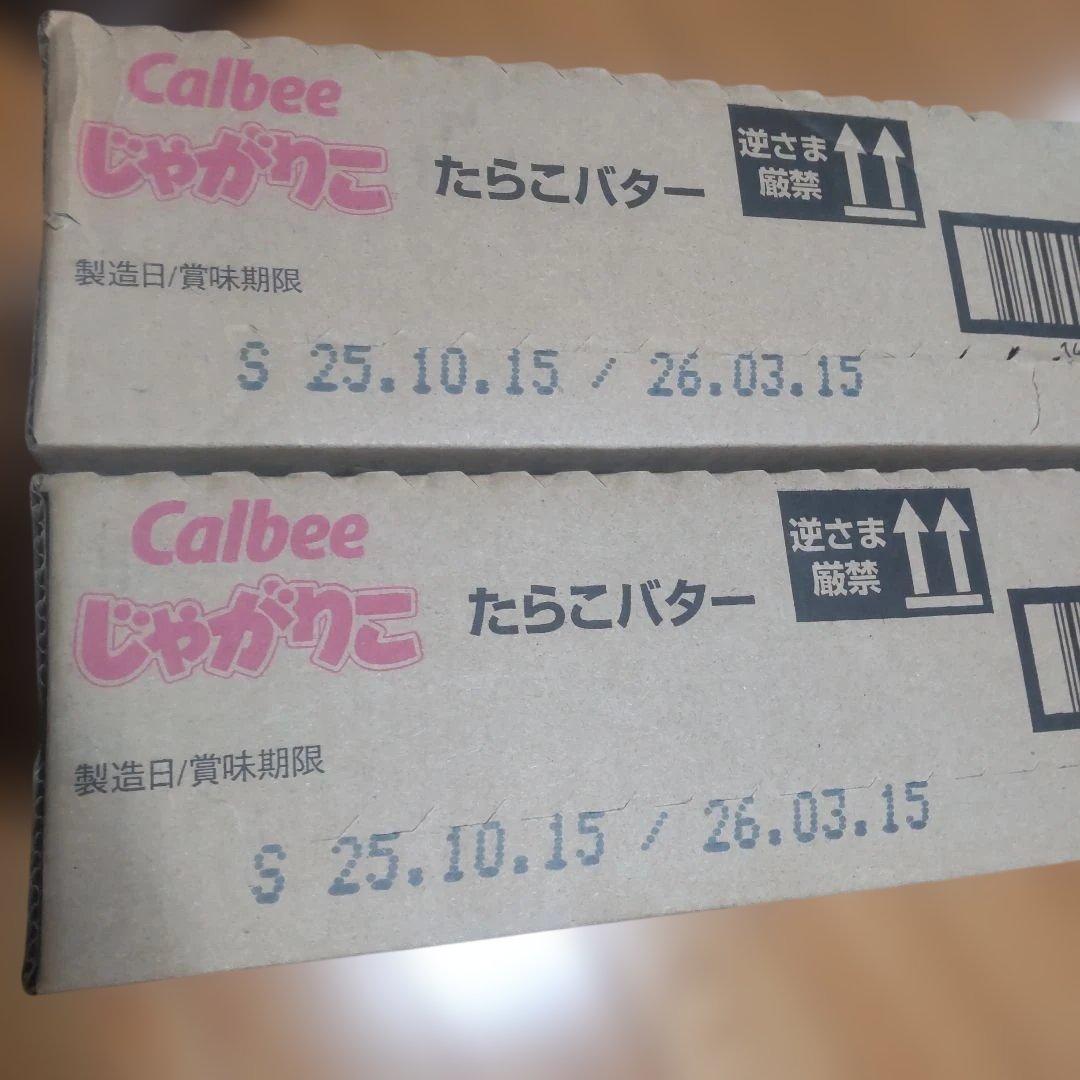 Calbee
じゃがりこ
たらこバター
逆さま
厳禁
製造日/賞味期限
S 25.10.15 / 26.03.15
Calbee
じゃがりこ
たらこバター
逆さま
厳禁
製造日/賞味期限
S 25.10.15 / 26.03.15